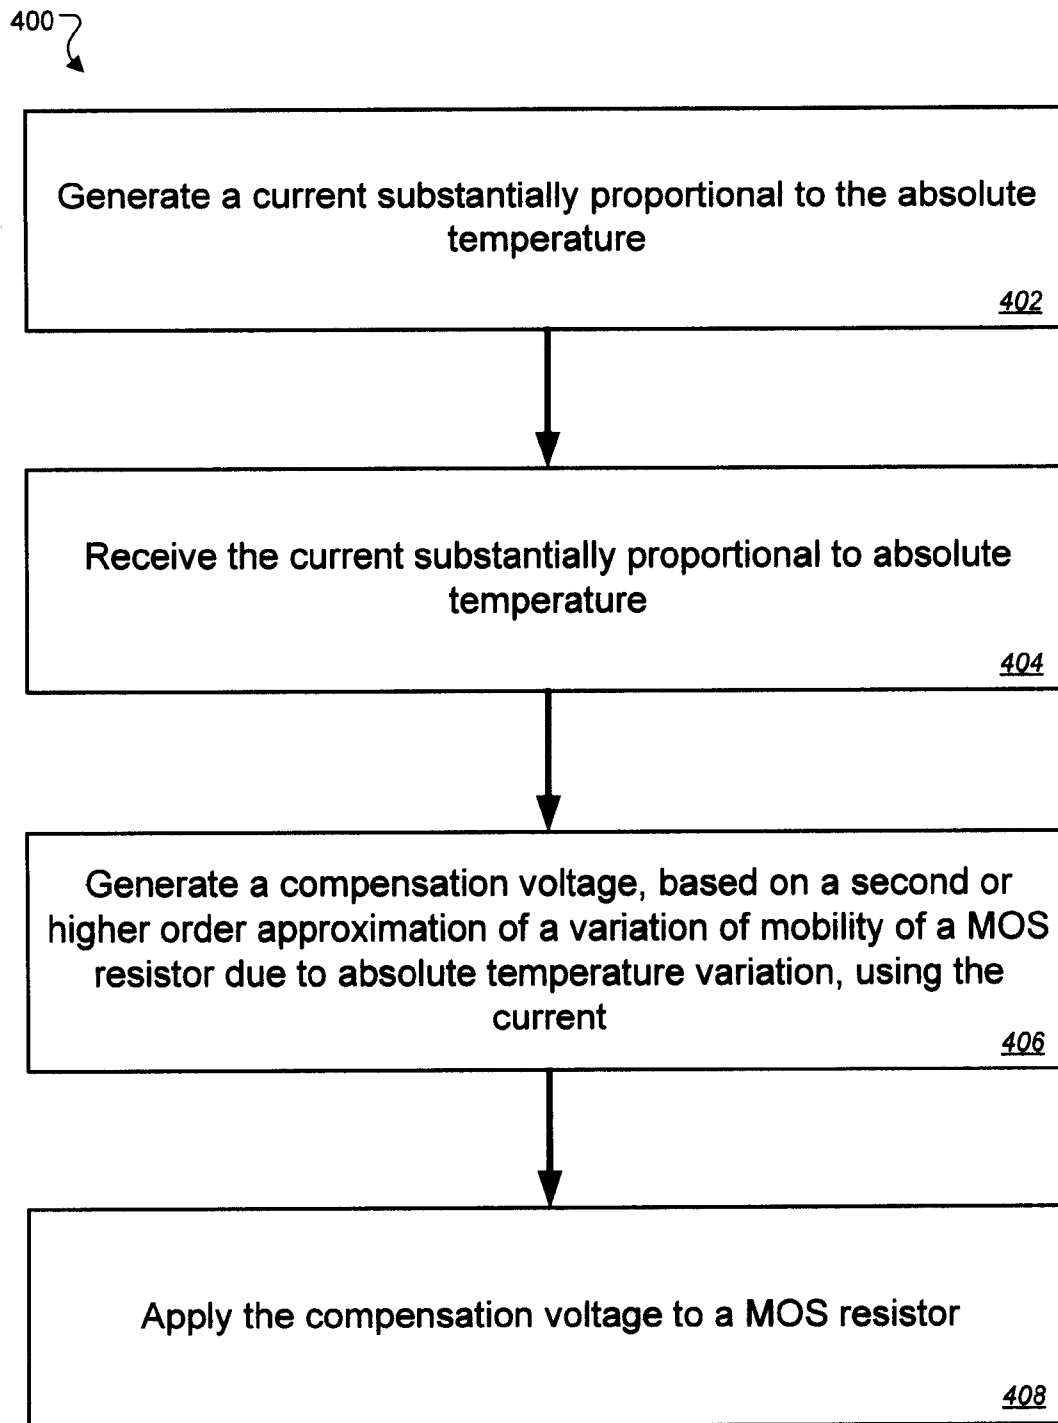 400
Generate a current substantially proportional to the absolute
temperature
402
Receive the current substantially proportional to absolute
temperature
404
Generate a compensation voltage, based on a second or
higher order approximation of a variation of mobility of a MOS
resistor due to absolute temperature variation, using the
current
406
Apply the compensation voltage to a MOS resistor
408